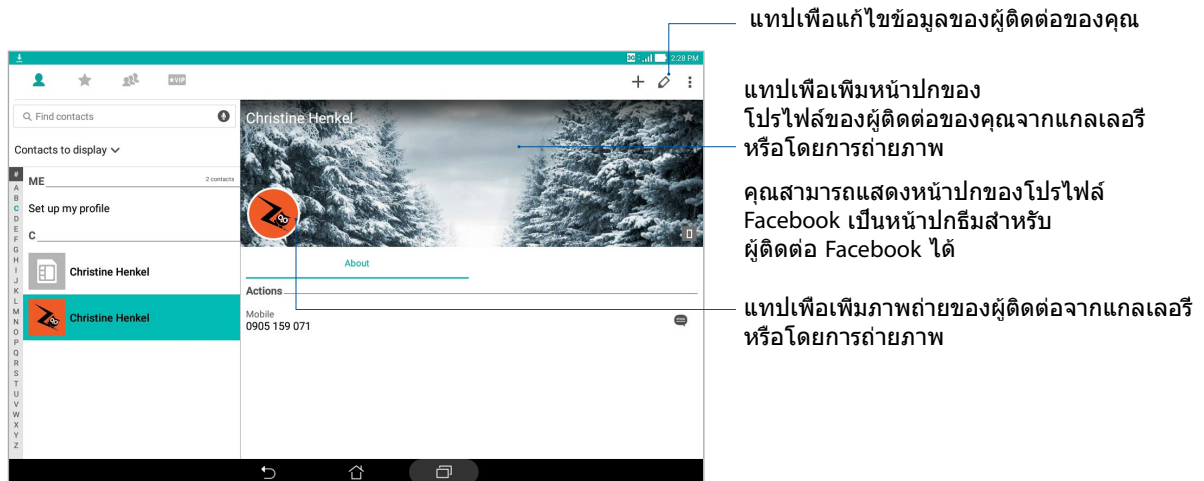 แทปเพื่อแก้ไขข้อมูลของผู้ติดต่อของคุณ
3G 2:28 PM
VIP
Find contacts
Contacts to display
#
A
B
C
D
E
F
G
H
I
J
K
L
M
N
O
P
Q
R
S
T
U
V
W
X
Y
Z
ME 2 contacts
Set up my profile
C
Christine Henkel
Christine Henkel
Christine Henkel
About
Actions
Mobile
0905 159 071
แทปเพื่อเพิ่มหน้าปกของ
โปรไฟล์ของผู้ติดต่อของคุณจากแกลเลอรี
หรือโดยการถ่ายภาพ
คุณสามารถแสดงหน้าปกของโปรไฟล์
Facebook เป็นหน้าปกธีมสำหรับ
ผู้ติดต่อ Facebook ได้
แทปเพื่อเพิ่มภาพถ่ายของผู้ติดต่อจากแกลเลอรี
หรือโดยการถ่ายภาพ